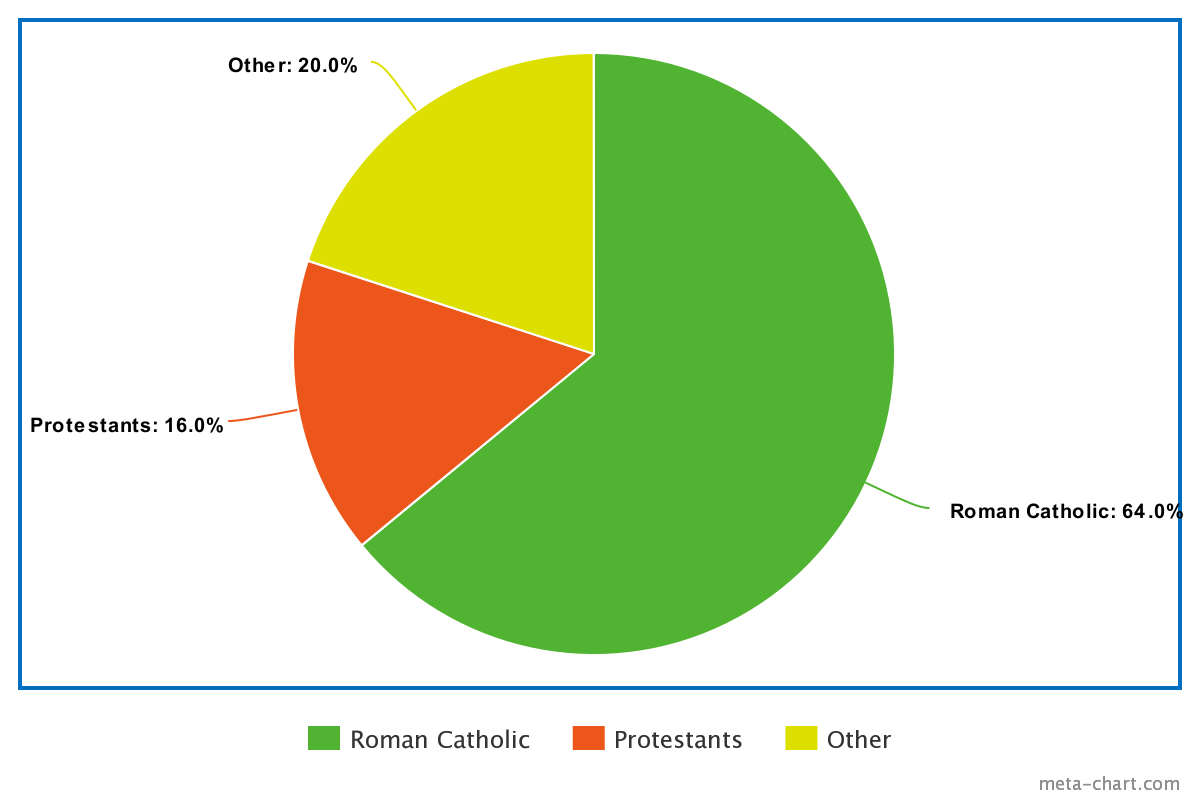 Other: 20.0%
Protestants: 16.0%
Roman Catholic: 64.0%
Roman Catholic
Protestants
Other
meta-chart.com